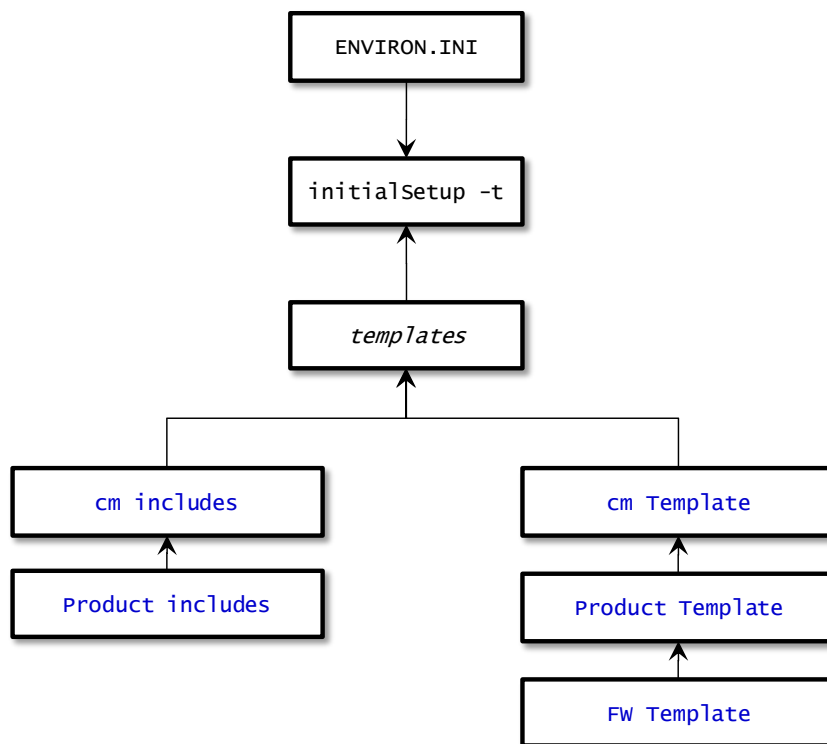 ENVIRON.INI
initialSetup -t
templates
cm includes
cm Template
Product includes
Product Template
FW Template